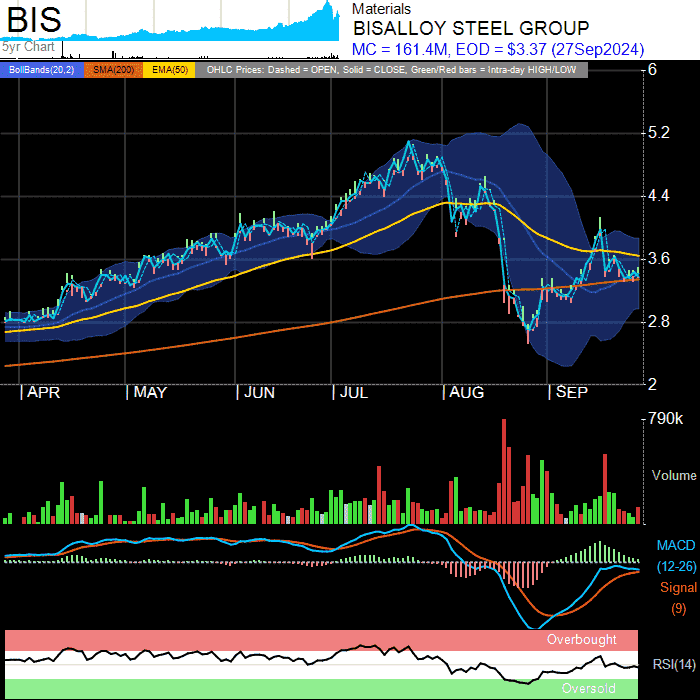 BIS
5yr Chart
Materials
BISALLOY STEEL GROUP
MC = 161.4M, EOD = $3.37 (27Sep2024)
BollBands(20,2) SMA(200) EMA(50) OHLC Prices: Dashed = OPEN, Solid = CLOSE, Green/Red bars = Intra-day HIGH/LOW
6
5.2
4.4
3.6
2.8
2
APR MAY JUN JUL AUG SEP
790k
Volume
MACD
(12-26)
Signal
(9)
Overbought
RSI(14)
Oversold